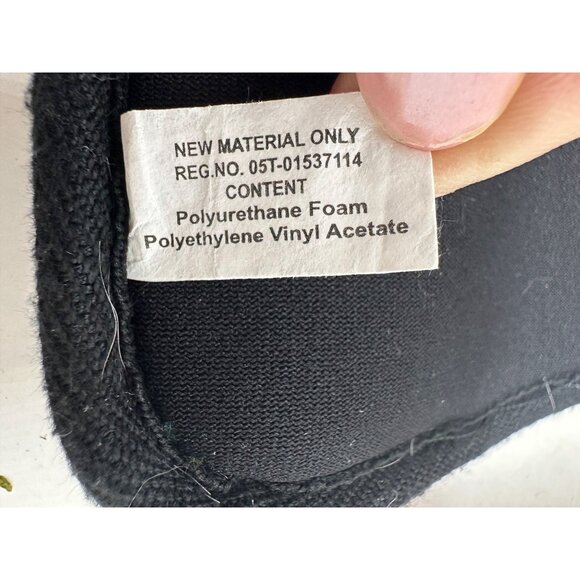 NEW MATERIAL ONLY
REG.NO. 05T-01537114
CONTENT
Polyurethane Foam
Polyethylene Vinyl Acetate